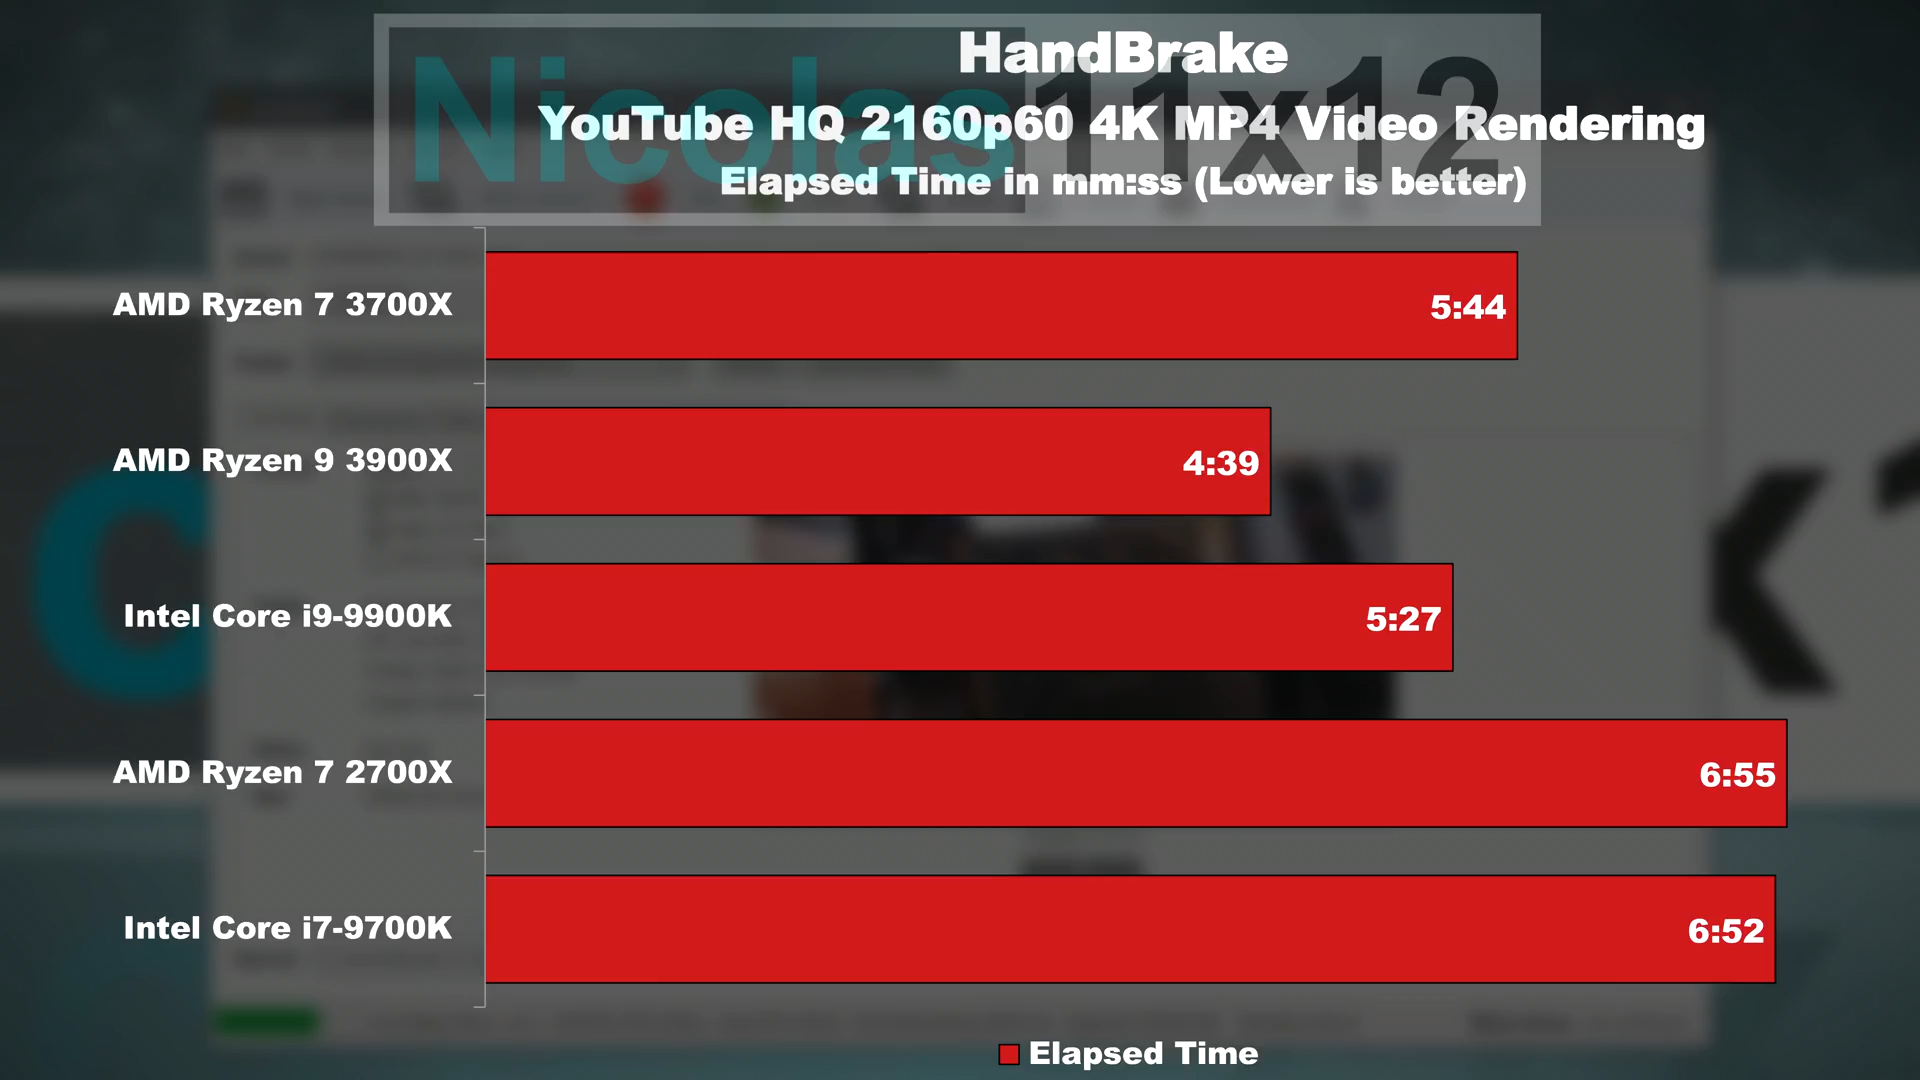 Nicolas11x12
HandBrake
YouTube HQ 2160p60 4K MP4 Video Rendering
Elapsed Time in mm:ss (Lower is better)
AMD Ryzen 7 3700X
5:44
AMD Ryzen 9 3900X
4:39
Intel Core i9-9900K
5:27
AMD Ryzen 7 2700X
6:55
Intel Core i7-9700K
6:52
Elapsed Time